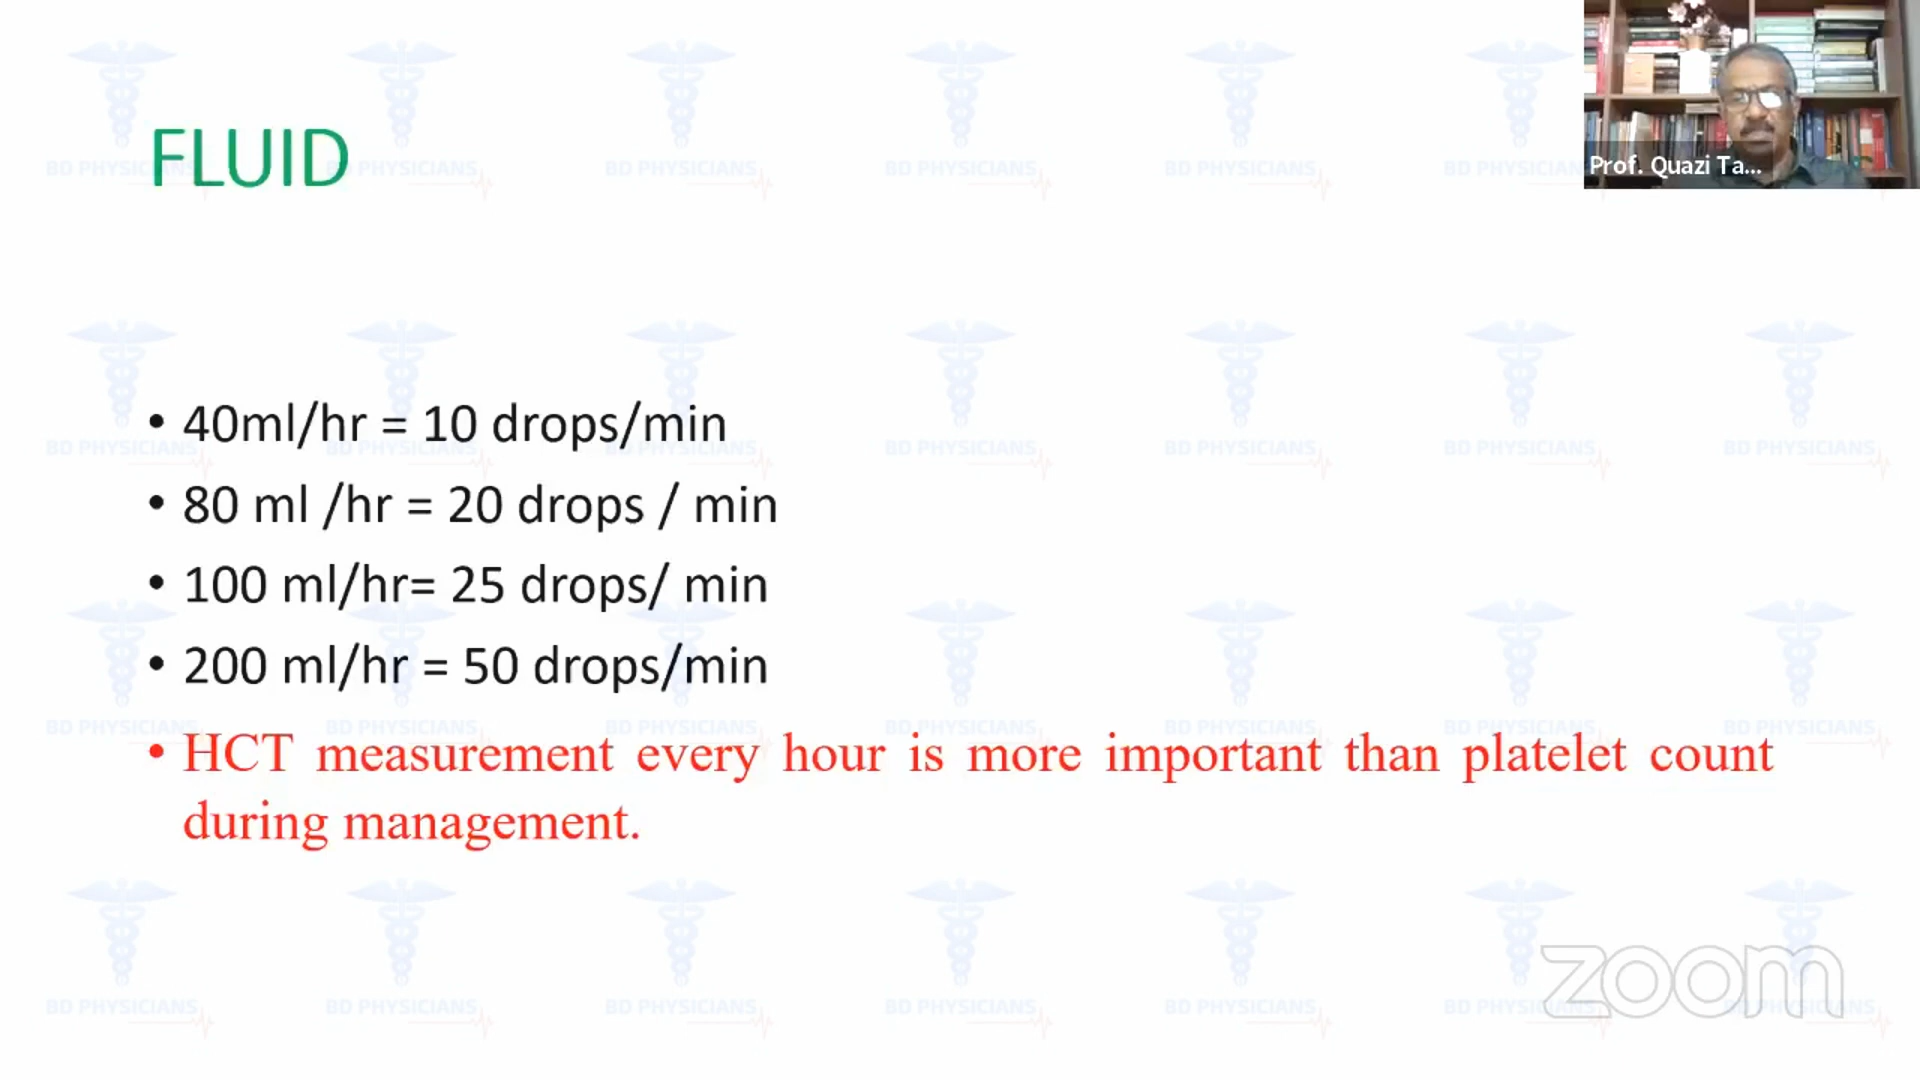 FLUID
Prof. Quazi Ta...
• 40ml/hr = 10 drops/min
• 80 ml /hr = 20 drops / min
• 100 ml/hr= 25 drops/ min
• 200 ml/hr = 50 drops/min
• HCT measurement every hour is more important than platelet count
during management.
BD PHYSICIANS
zoom